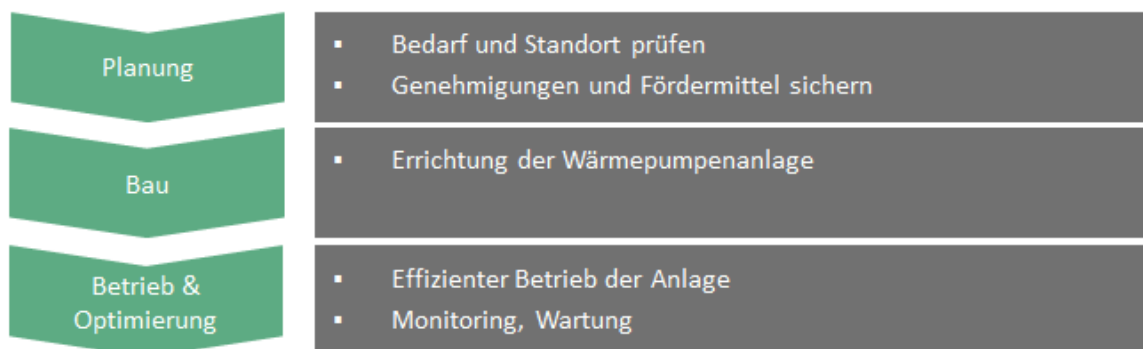 Planung
▪ Bedarf und Standort prüfen
▪ Genehmigungen und Fördermittel sichern
Bau
▪ Errichtung der Wärmepumpenanlage
Betrieb &
Optimierung
▪ Effizienter Betrieb der Anlage
▪ Monitoring, Wartung